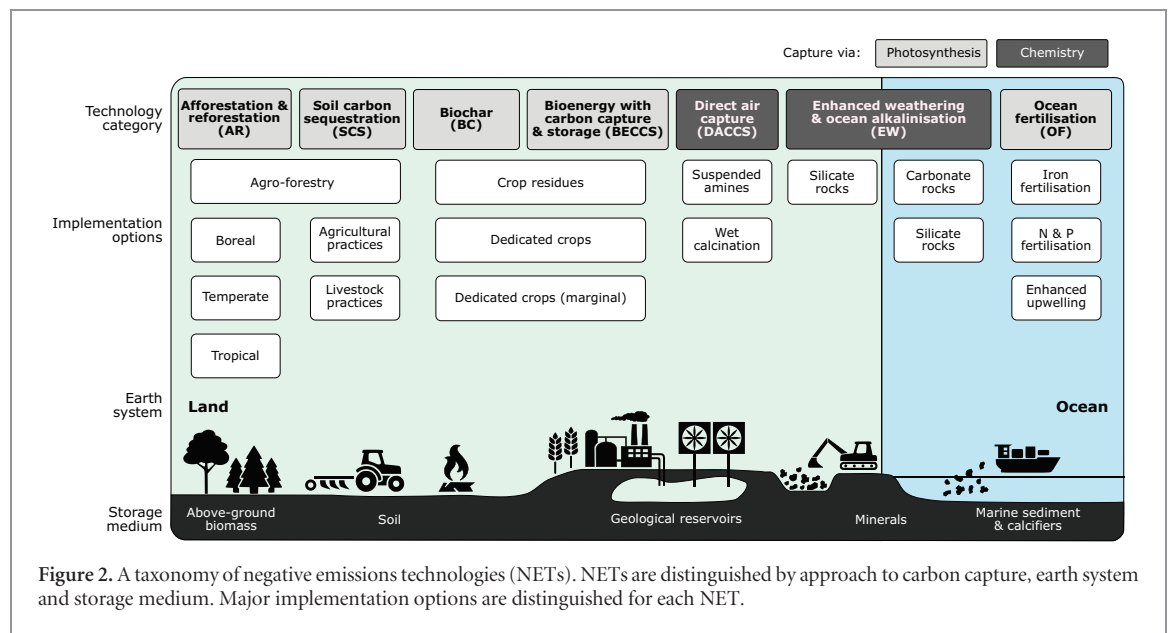 Capture via:
Photosynthesis
Chemistry
Technology
category
Afforestation &
reforestation
(AR)
Soil carbon
sequestration
(SCS)
Biochar
(BC)
Bioenergy with
carbon capture
& storage (BECCS)
Direct air
capture
(DACCS)
Enhanced weathering
& ocean alkalinisation
(EW)
Ocean
fertilisation
(OF)
Implementation
options
Agro-forestry
Crop residues
Suspended
amines
Silicate
rocks
Carbonate
rocks
Iron
fertilisation
Boreal
Agricultural
practices
Dedicated crops
Wet
calcination
Silicate
rocks
N & P
fertilisation
Temperate
Livestock
practices
Dedicated crops (marginal)
Enhanced
upwelling
Tropical
Earth
system
Land
Ocean
Storage
medium
Above-ground
biomass
Soil
Geological reservoirs
Minerals
Marine sediment
& calcifiers
Figure 2. A taxonomy of negative emissions technologies (NETs). NETs are distinguished by approach to carbon capture, earth system
and storage medium. Major implementation options are distinguished for each NET.